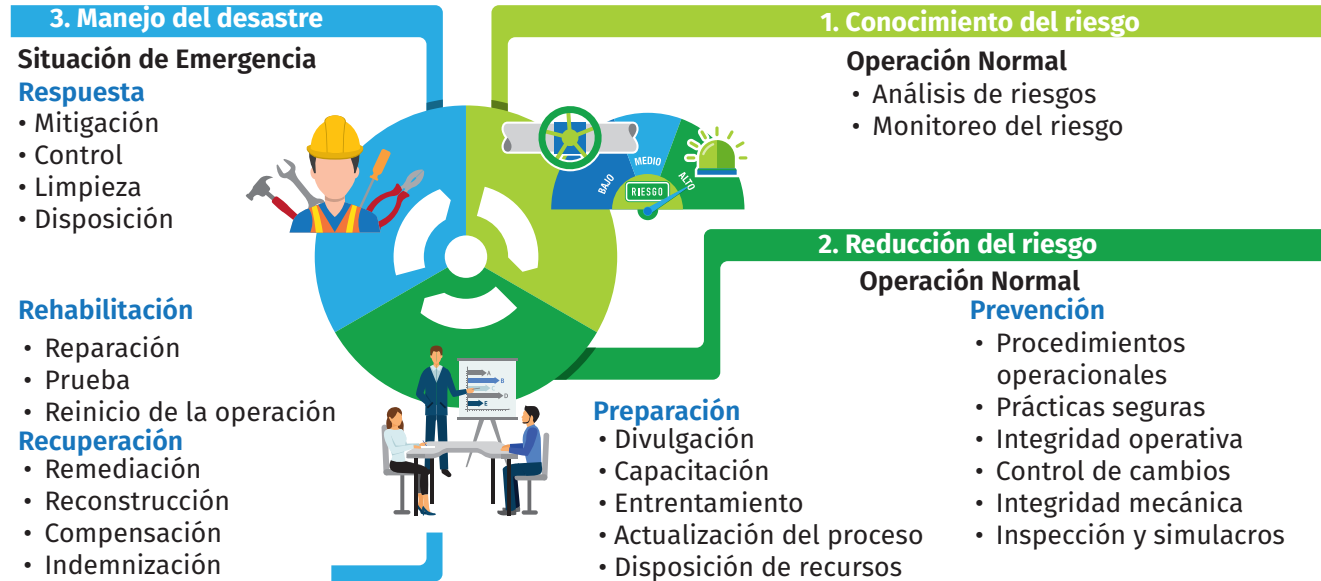 3. Manejo del desastre
Situación de Emergencia
Respuesta
• Mitigación
• Control
• Limpieza
• Disposición
Rehabilitación
• Reparación
• Prueba
• Reinicio de la operación
Recuperación
• Remediación
• Reconstrucción
• Compensación
• Indemnización
1. Conocimiento del riesgo
Operación Normal
• Análisis de riesgos
• Monitoreo del riesgo
BAJO
MEDIO
ALTO
RIESGO
2. Reducción del riesgo
Operación Normal
Prevención
• Procedimientos
operacionales
• Prácticas seguras
• Integridad operativa
• Control de cambios
• Integridad mecánica
• Inspección y simulacros
Preparación
• Divulgación
• Capacitación
• Entrentamiento
• Actualización del proceso
• Disposición de recursos
A
B
C
D
E